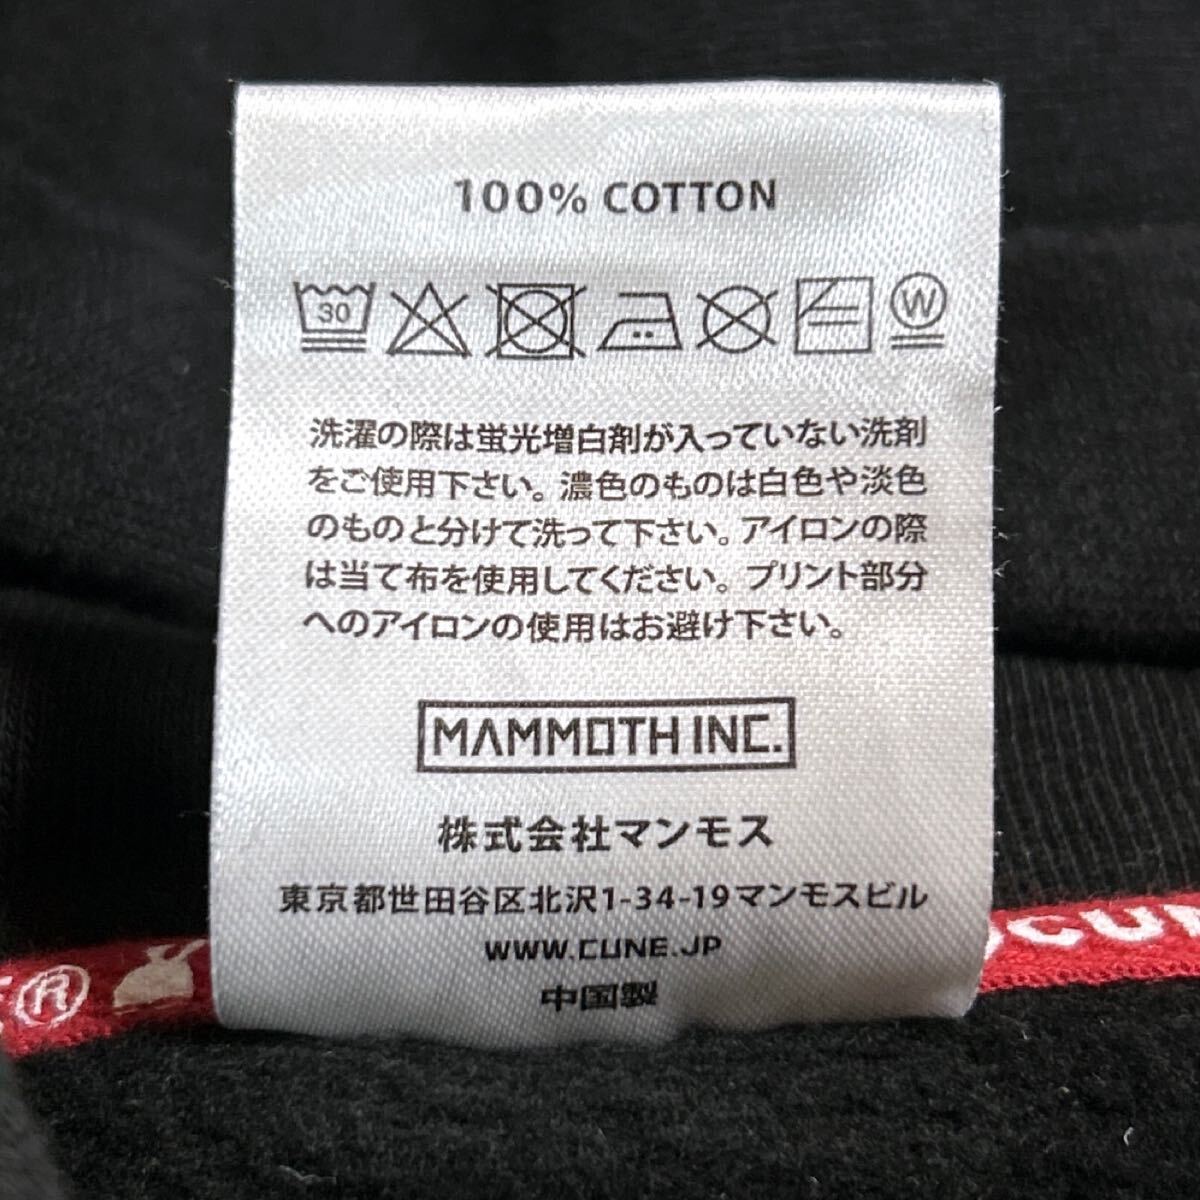 100% COTTON
30
W
洗濯の際は蛍光増白剤が入っていない洗剤
をご使用下さい。濃色のものは白色や淡色
のものと分けて洗って下さい。アイロンの際
は当て布を使用してください。プリント部分
へのアイロンの使用はお避け下さい。
MAMMOTH INC.
株式会社マンモス
東京都世田谷区北沢1-34-19マンモスビル
WWW.CUNE.JP
中国製
®
CUN